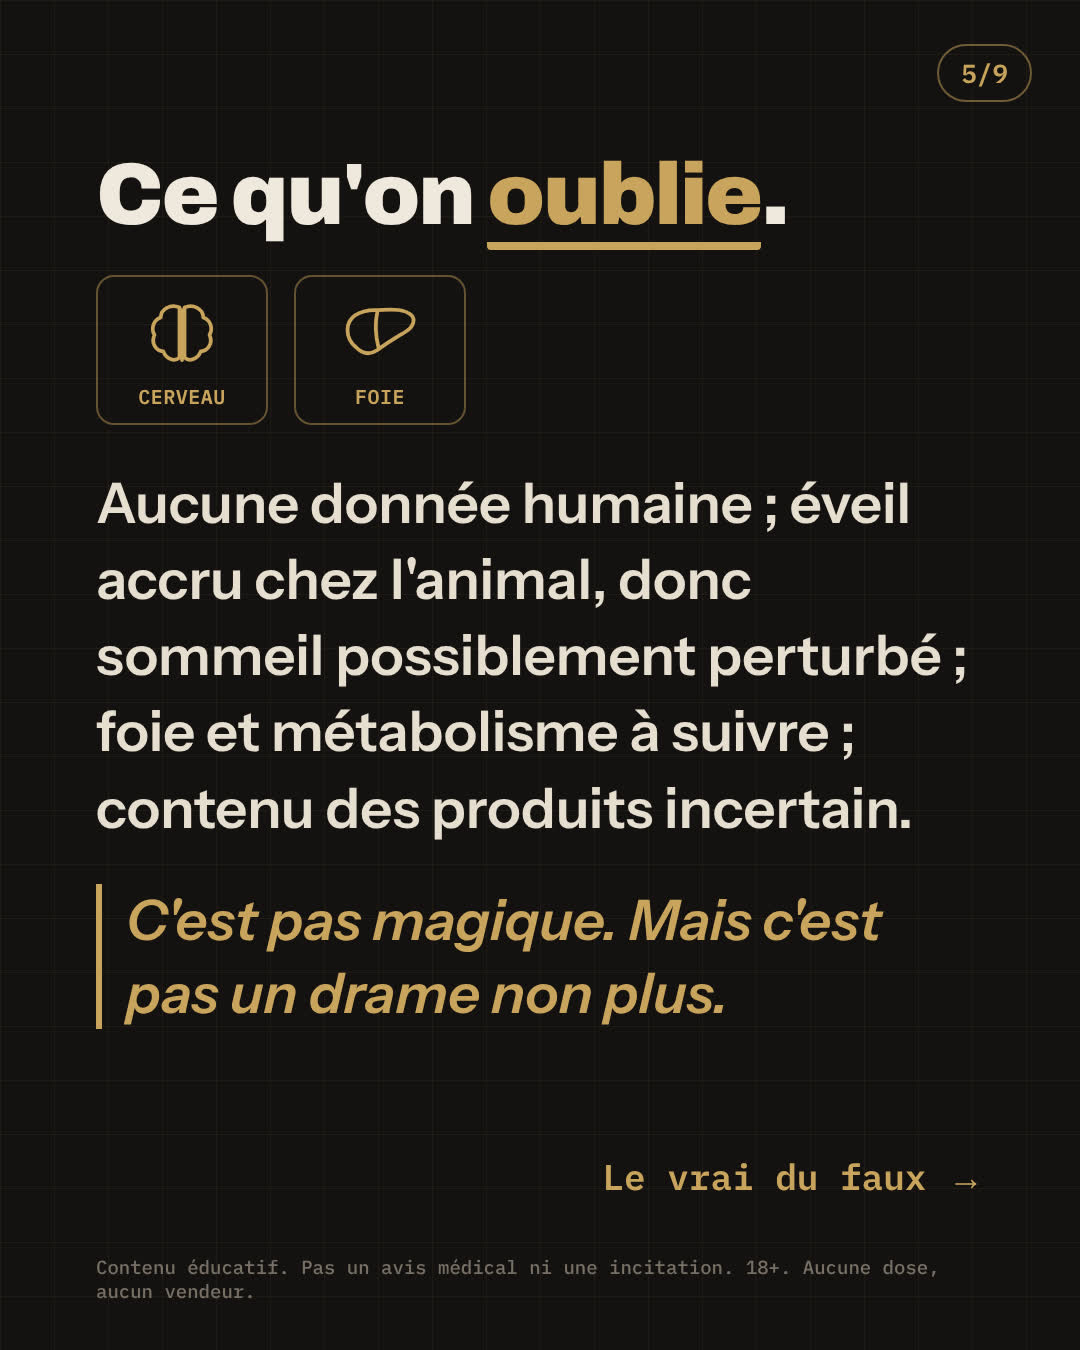 5/9
Ce qu'on oublie.
CERVEAU
FOIE
Aucune donnée humaine ; éveil
accru chez l'animal, donc
sommeil possiblement perturbé ;
foie et métabolisme à suivre ;
contenu des produits incertain.
C'est pas magique. Mais c'est
pas un drame non plus.
Le vrai du faux →
Contenu éducatif. Pas un avis médical ni une incitation. 18+. Aucune dose,
aucun vendeur.